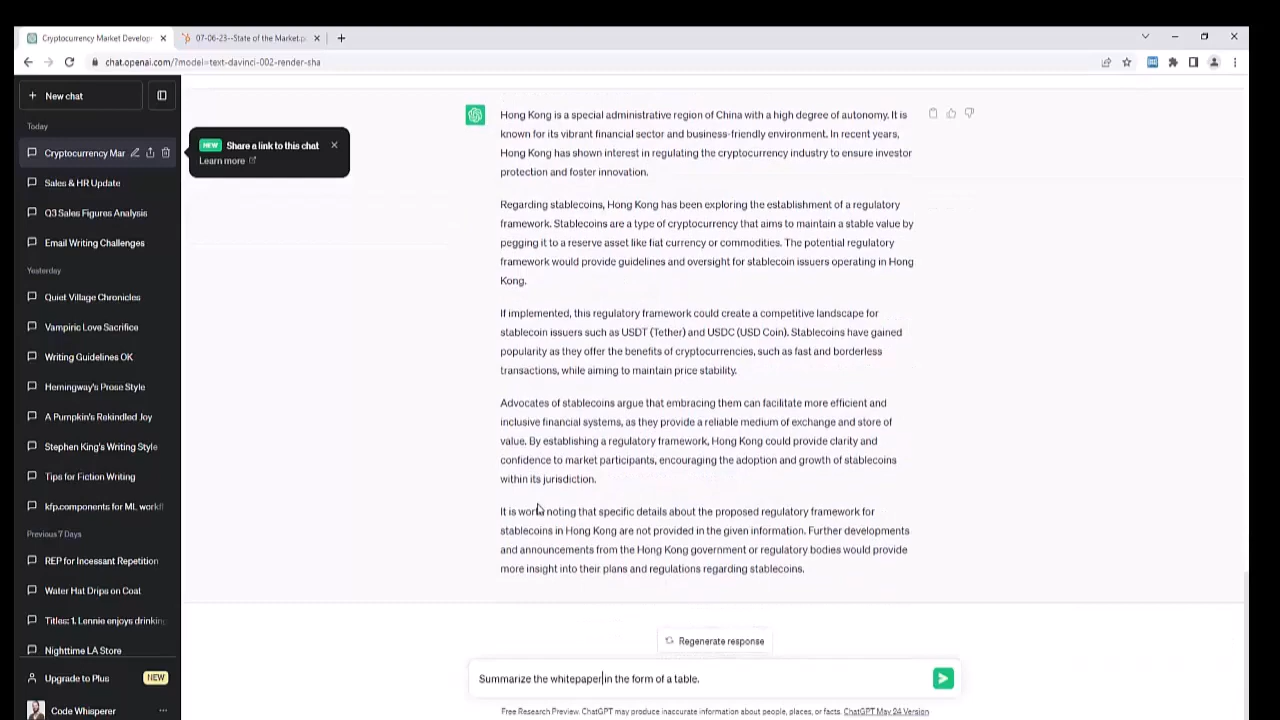 Cryptocurrency Market Develop
07-06-23--State of the Market.p
chat.openai.com/?model=text-davinci-002-render-sha
New chat
Today
Cryptocurrency Mar
Sales & HR Update
Q3 Sales Figures Analysis
Email Writing Challenges
Yesterday
Quiet Village Chronicles
Vampiric Love Sacrifice
Writing Guidelines OK
Hemingway's Prose Style
A Pumpkin's Rekindled Joy
Stephen King's Writing Style
Tips for Fiction Writing
kfp.components for ML workfl
Previous 7 Days
REP for Incessant Repetition
Water Hat Drips on Coat
Titles: 1. Lennie enjoys drinking
Nighttime LA Store
Upgrade to Plus NEW
Code Whisperer
NEW Share a link to this chat
Learn more
Hong Kong is a special administrative region of China with a high degree of autonomy. It is
known for its vibrant financial sector and business-friendly environment. In recent years,
Hong Kong has shown interest in regulating the cryptocurrency industry to ensure investor
protection and foster innovation.
Regarding stablecoins, Hong Kong has been exploring the establishment of a regulatory
framework. Stablecoins are a type of cryptocurrency that aims to maintain a stable value by
pegging it to a reserve asset like fiat currency or commodities. The potential regulatory
framework would provide guidelines and oversight for stablecoin issuers operating in Hong
Kong.
If implemented, this regulatory framework could create a competitive landscape for
stablecoin issuers such as USDT (Tether) and USDC (USD Coin). Stablecoins have gained
popularity as they offer the benefits of cryptocurrencies, such as fast and borderless
transactions, while aiming to maintain price stability.
Advocates of stablecoins argue that embracing them can facilitate more efficient and
inclusive financial systems, as they provide a reliable medium of exchange and store of
value. By establishing a regulatory framework, Hong Kong could provide clarity and
confidence to market participants, encouraging the adoption and growth of stablecoins
within its jurisdiction.
It is worth noting that specific details about the proposed regulatory framework for
stablecoins in Hong Kong are not provided in the given information. Further developments
and announcements from the Hong Kong government or regulatory bodies would provide
more insight into their plans and regulations regarding stablecoins.
Regenerate response
Summarize the whitepaper in the form of a table.
Free Research Preview. ChatGPT may produce inaccurate information about people, places, or facts. ChatGPT May 24 Version